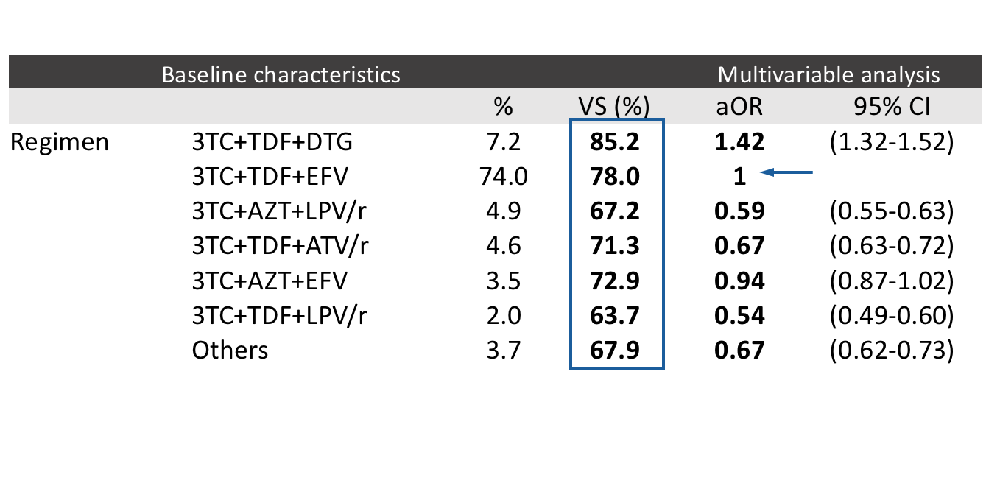 Baseline characteristics Multivariable analysis
% VS (%) aOR 95% CI
Regimen 3TC+TDF+DTG 7.2 85.2 1.42 (1.32-1.52)
3TC+TDF+EFV 74.0 78.0 1
3TC+AZT+LPV/r 4.9 67.2 0.59 (0.55-0.63)
3TC+TDF+ATV/r 4.6 71.3 0.67 (0.63-0.72)
3TC+AZT+EFV 3.5 72.9 0.94 (0.87-1.02)
3TC+TDF+LPV/r 2.0 63.7 0.54 (0.49-0.60)
Others 3.7 67.9 0.67 (0.62-0.73)